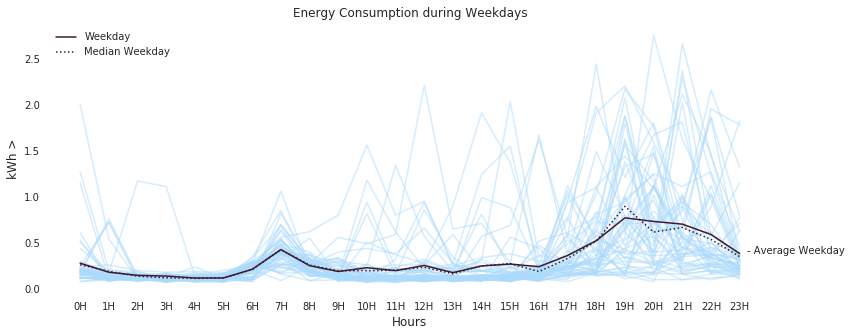 Energy Consumption during Weekdays
Weekday
Median Weekday
kWh >
2.5
2.0
1.5
1.0
0.5
0.0
- Average Weekday
0H 1H 2H 3H 4H 5H 6H 7H 8H 9H 10H 11H 12H 13H 14H 15H 16H 17H 18H 19H 20H 21H 22H 23H
Hours